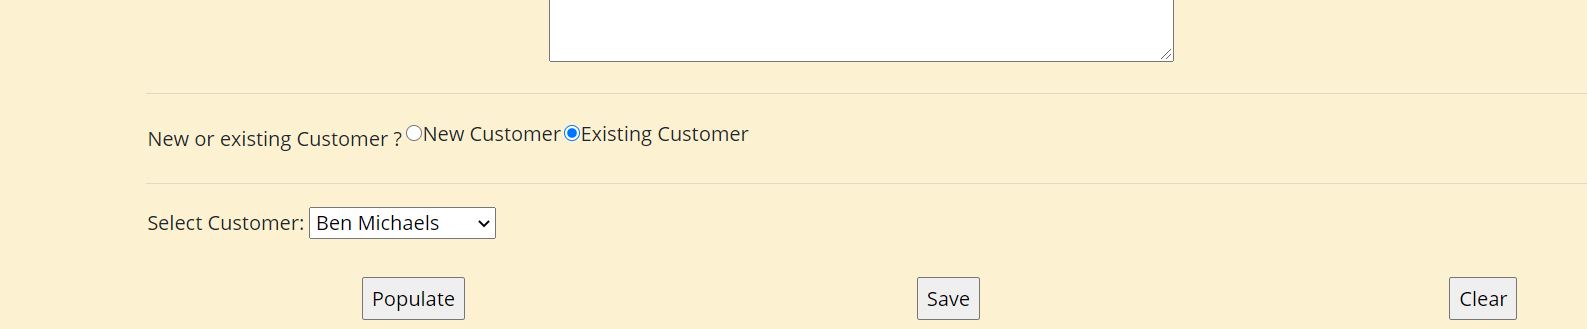 New or existing Customer ? New Customer Existing Customer
Select Customer: Ben Michaels
Populate Save Clear